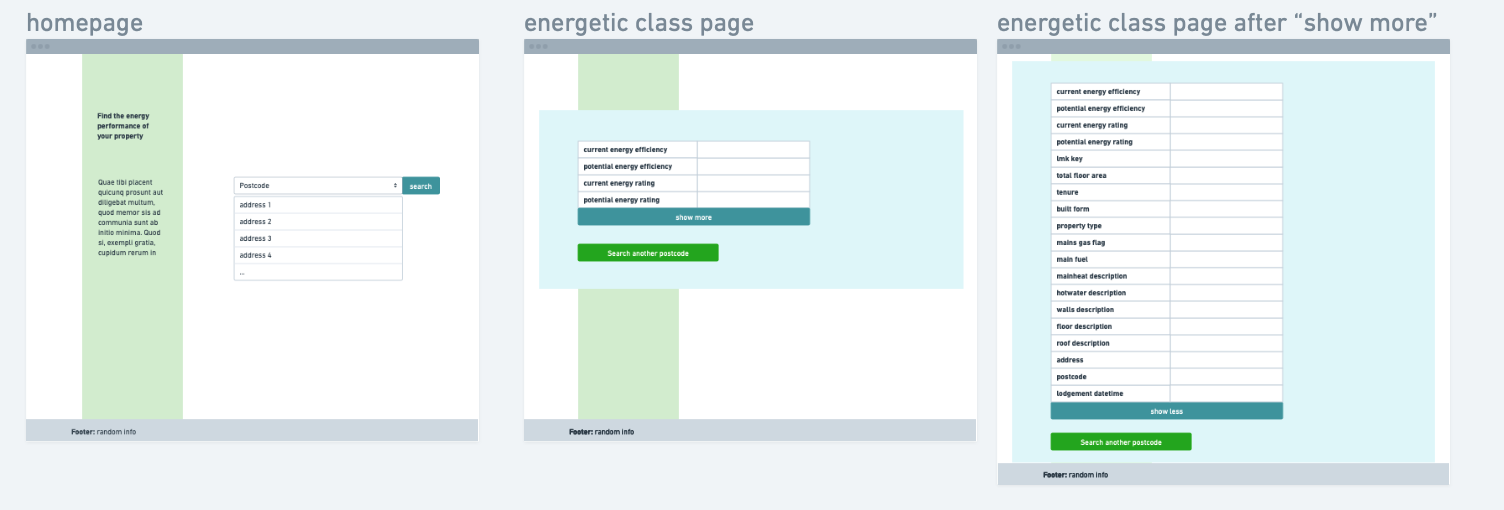 homepage
Find the energy
performance of
your property
Quae tibi placent
quicunq prosunt aut
diligebat multum,
quod memor sis ad
communia sunt ab
initio minima. Quod
si, exempli gratia,
cupidum rerum in
Postcode
search
address 1
address 2
address 3
address 4
...
Footer: random info
energetic class page
current energy efficiency
potential energy efficiency
current energy rating
potential energy rating
show more
Search another postcode
Footer: random info
energetic class page after “show more”
current energy efficiency
potential energy efficiency
current energy rating
potential energy rating
lmk key
total floor area
tenure
built form
property type
mains gas flag
main fuel
mainheat description
hotwater description
walls description
floor description
roof description
address
postcode
lodgement datetime
show less
Search another postcode
Footer: random info